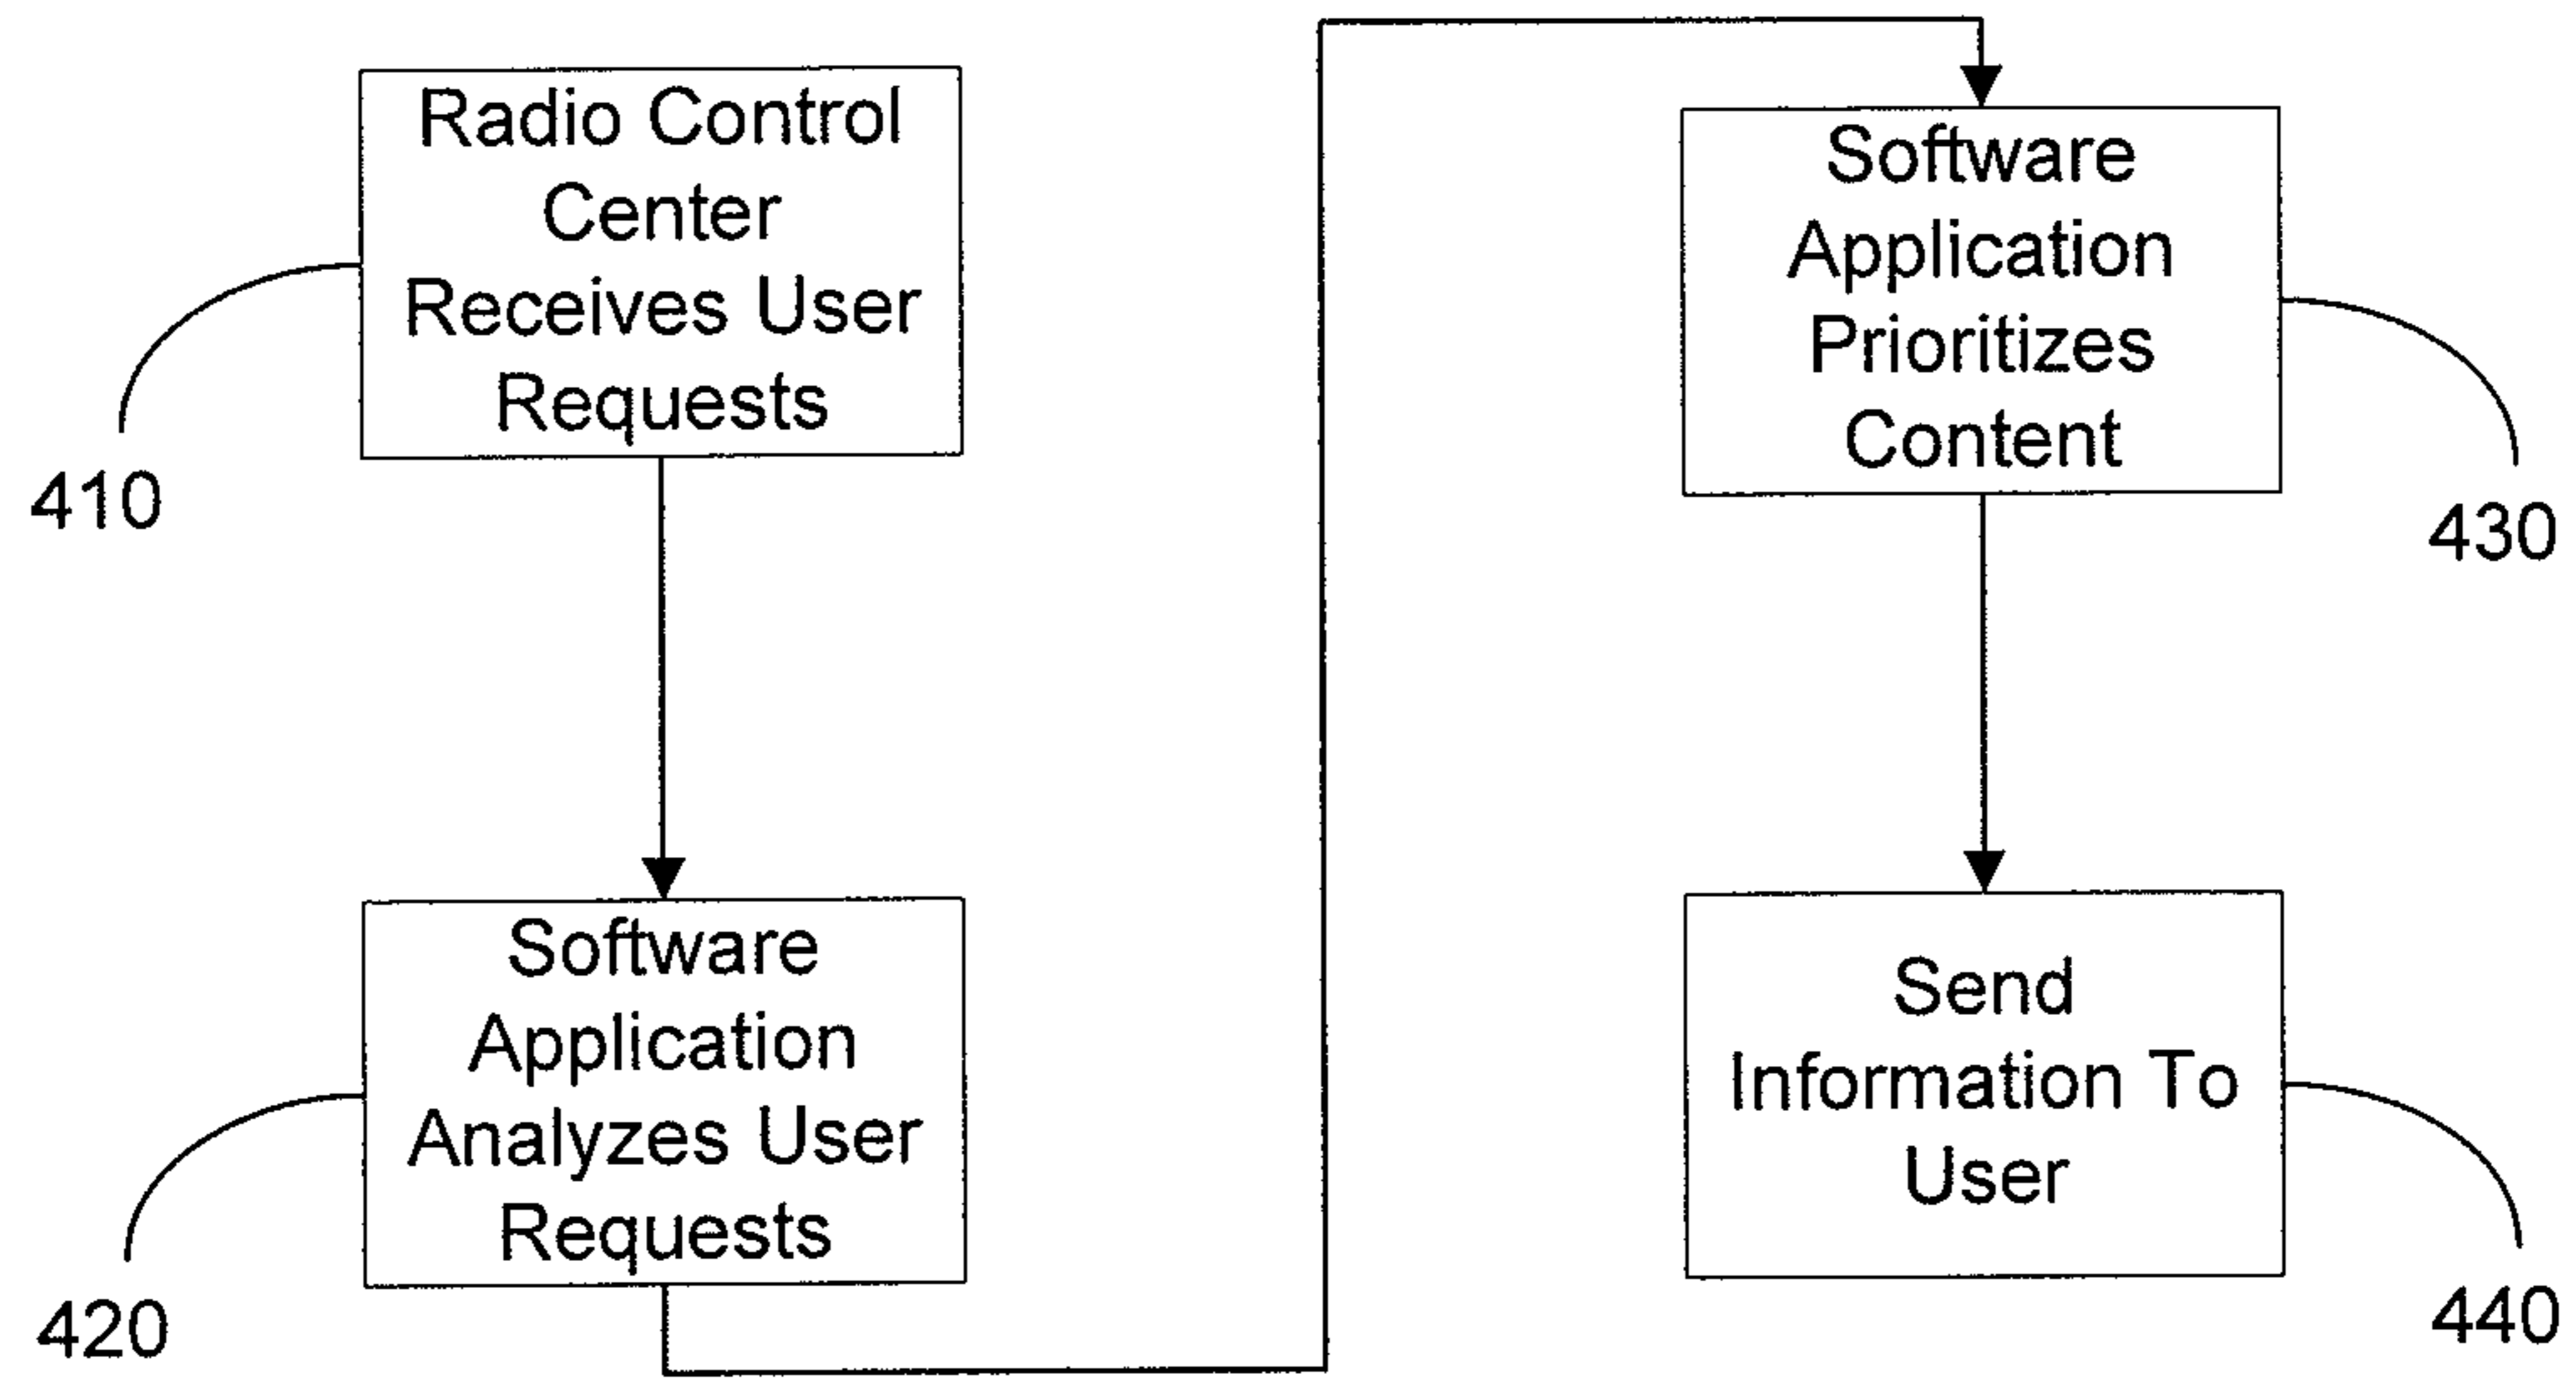 Radio Control
Center
Receives User
Requests
410
Software
Application
Analyzes User
Requests
420
Software
Application
Prioritizes
Content
430
Send
Information To
User
440